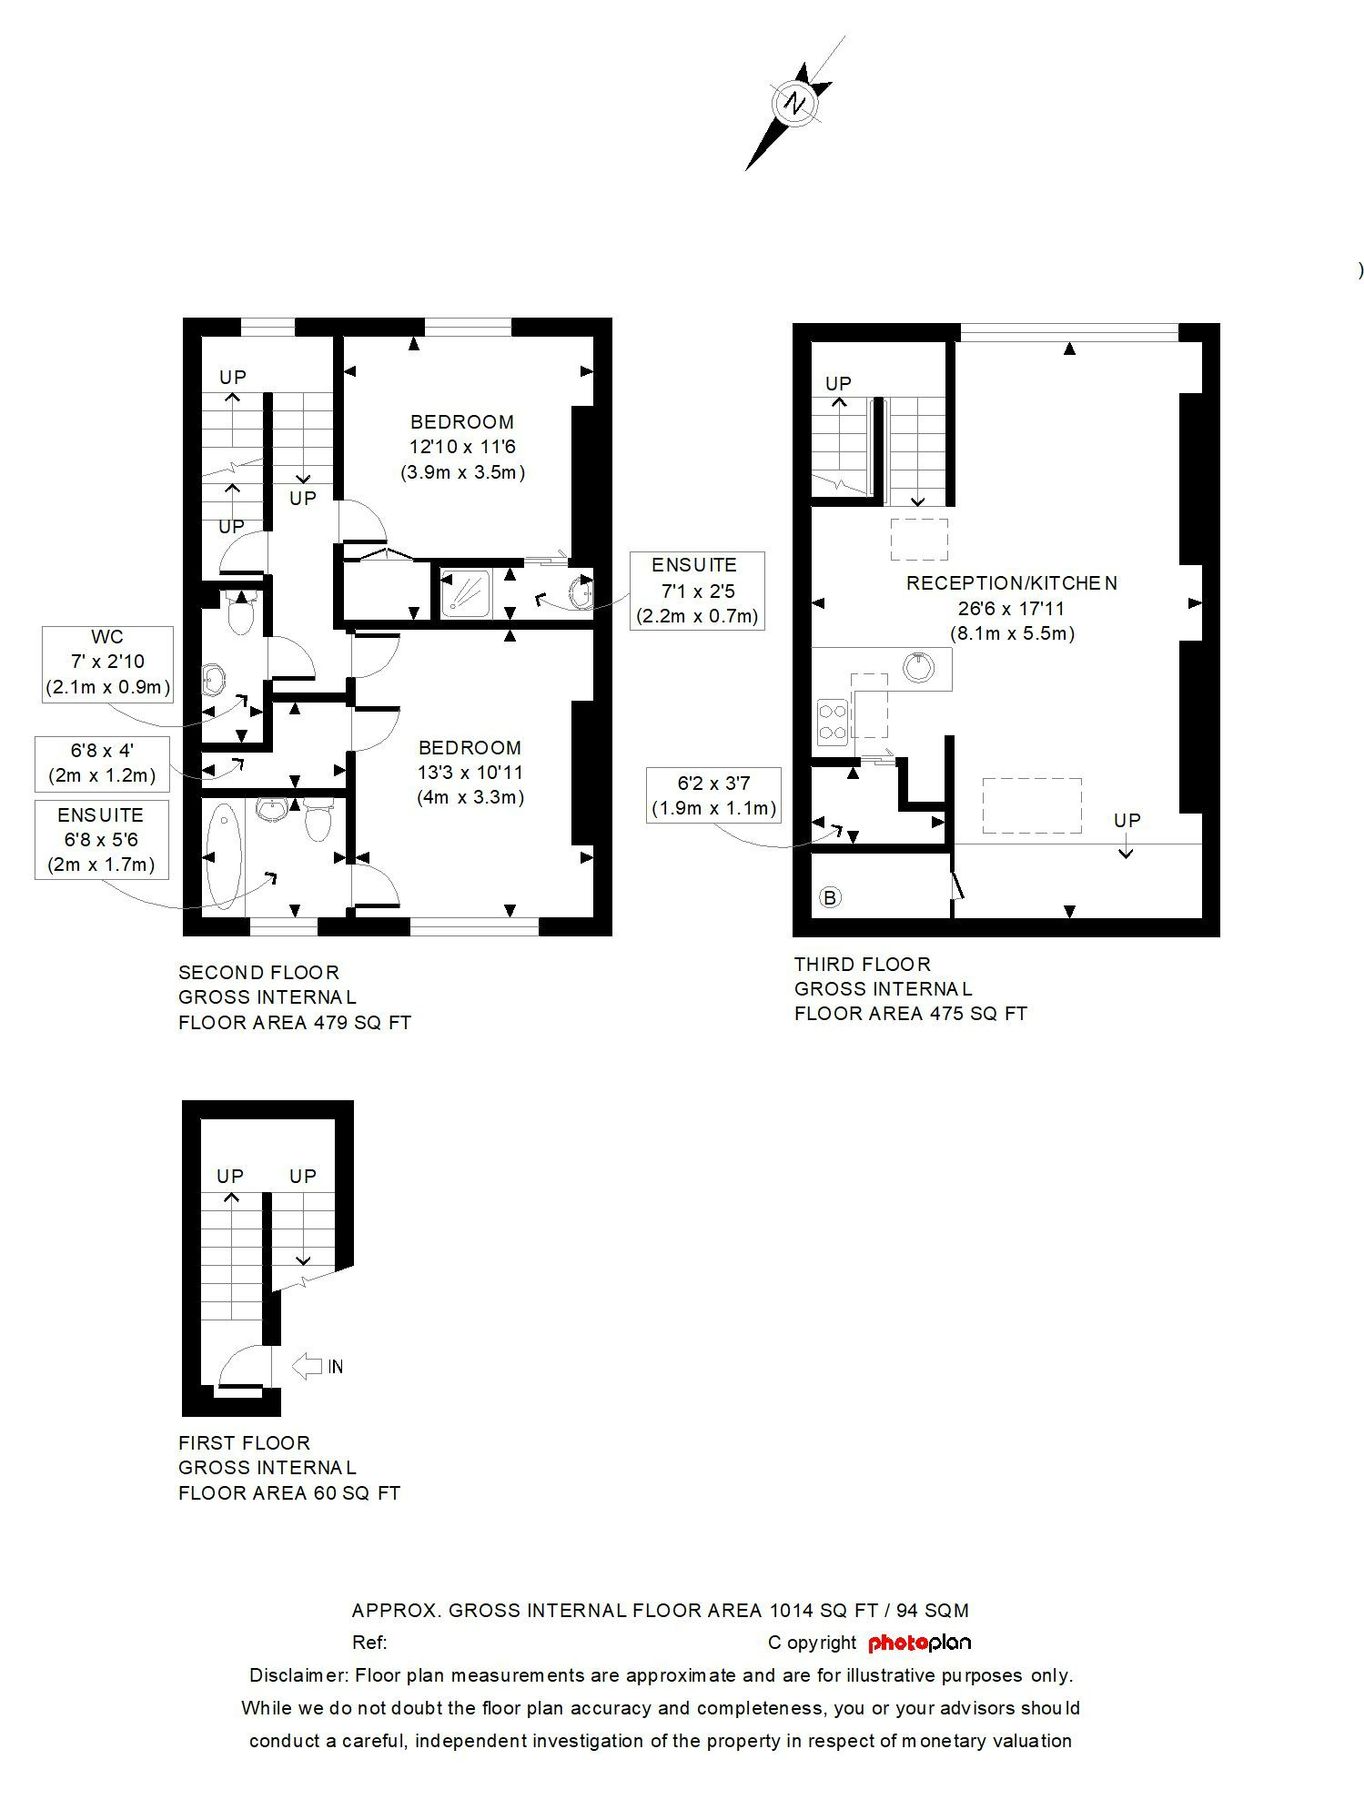 N
)
UP
UP
UP
BEDROOM
12'10 x 11'6
(3.9m x 3.5m)
ENSUITE
7'1 x 2'5
(2.2m x 0.7m)
WC
7' x 2'10
(2.1m x 0.9m)
6'8 x 4'
(2m x 1.2m)
ENSUITE
6'8 x 5'6
(2m x 1.7m)
BEDROOM
13'3 x 10'11
(4m x 3.3m)
SECOND FLOOR
GROSS INTERNAL
FLOOR AREA 479 SQ FT
UP
RECEPTION/KITCHEN
26'6 x 17'11
(8.1m x 5.5m)
6'2 x 3'7
(1.9m x 1.1m)
UP
B
THIRD FLOOR
GROSS INTERNAL
FLOOR AREA 475 SQ FT
UP UP
IN
FIRST FLOOR
GROSS INTERNAL
FLOOR AREA 60 SQ FT
APPROX. GROSS INTERNAL FLOOR AREA 1014 SQ FT / 94 SQM
Ref: Copyright photoplan
Disclaimer: Floor plan measurements are approximate and are for illustrative purposes only.
While we do not doubt the floor plan accuracy and completeness, you or your advisors should
conduct a careful, independent investigation of the property in respect of monetary valuation